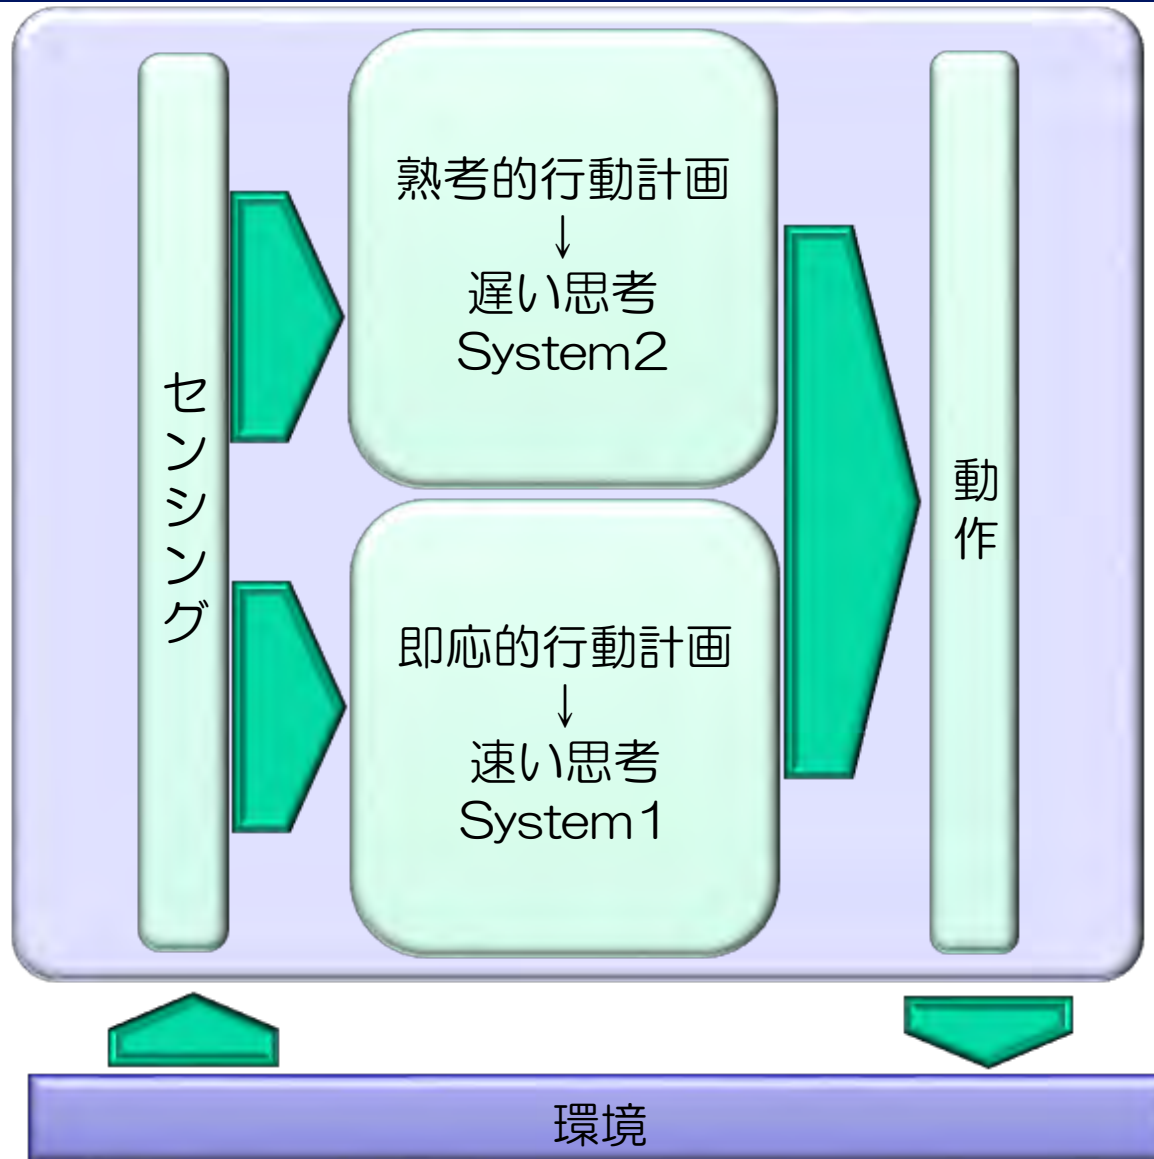 センシング
熟考的行動計画
↓
遅い思考
System2
即応的行動計画
↓
速い思考
System1
動作
環境